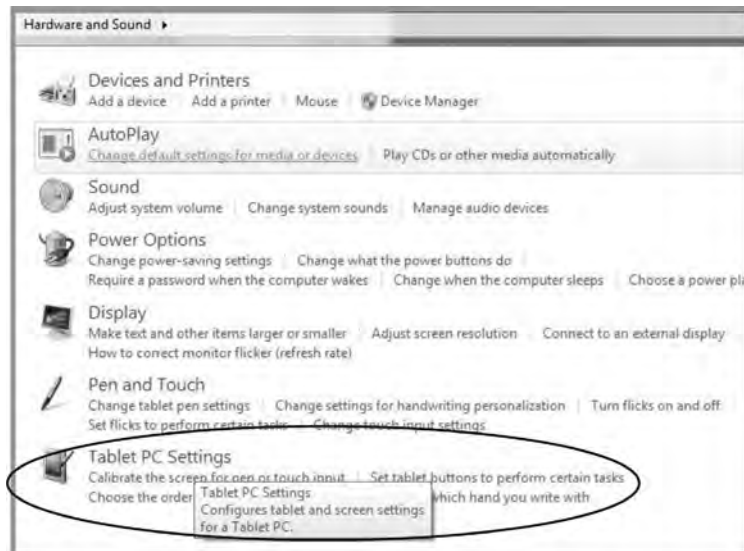 Hardware and Sound
Devices and Printers
Add a device Add a printer Mouse Device Manager
AutoPlay
Change default settings for media or devices Play CDs or other media automatically
Sound
Adjust system volume Change system sounds Manage audio devices
Power Options
Change power-saving settings Change what the power buttons do
Require a password when the computer wakes Change when the computer sleeps Choose a power pla
Display
Make text and other items larger or smaller Adjust screen resolution Connect to an external display
How to correct monitor flicker (refresh rate)
Pen and Touch
Change tablet pen settings Change settings for handwriting personalization Turn flicks on and off
Set flicks to perform certain tasks Change touch input settings
Tablet PC Settings
Calibrate the screen for pen or touch input Set tablet buttons to perform certain tasks
Choose the order which hand you write with
Tablet PC Settings
Configures tablet and screen settings
for a Tablet PC.